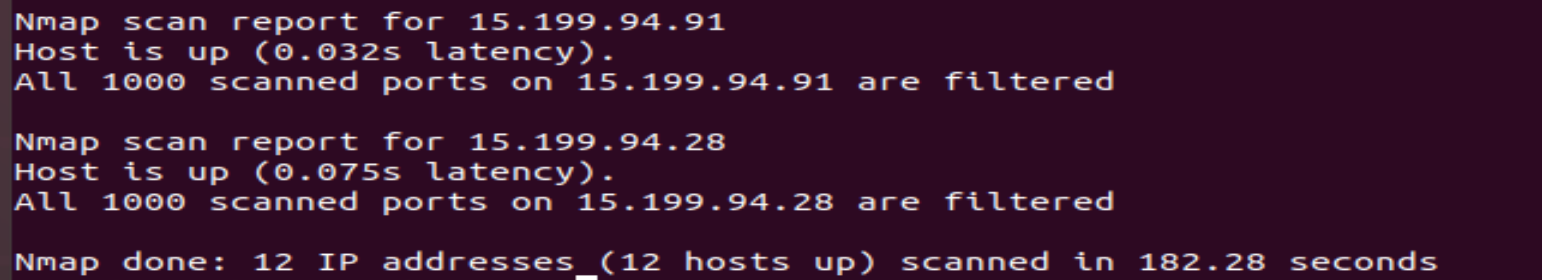 Nmap scan report for 15.199.94.91
Host is up (0.032s latency).
All 1000 scanned ports on 15.199.94.91 are filtered
Nmap scan report for 15.199.94.28
Host is up (0.075s latency).
All 1000 scanned ports on 15.199.94.28 are filtered
Nmap done: 12 IP addresses (12 hosts up) scanned in 182.28 seconds